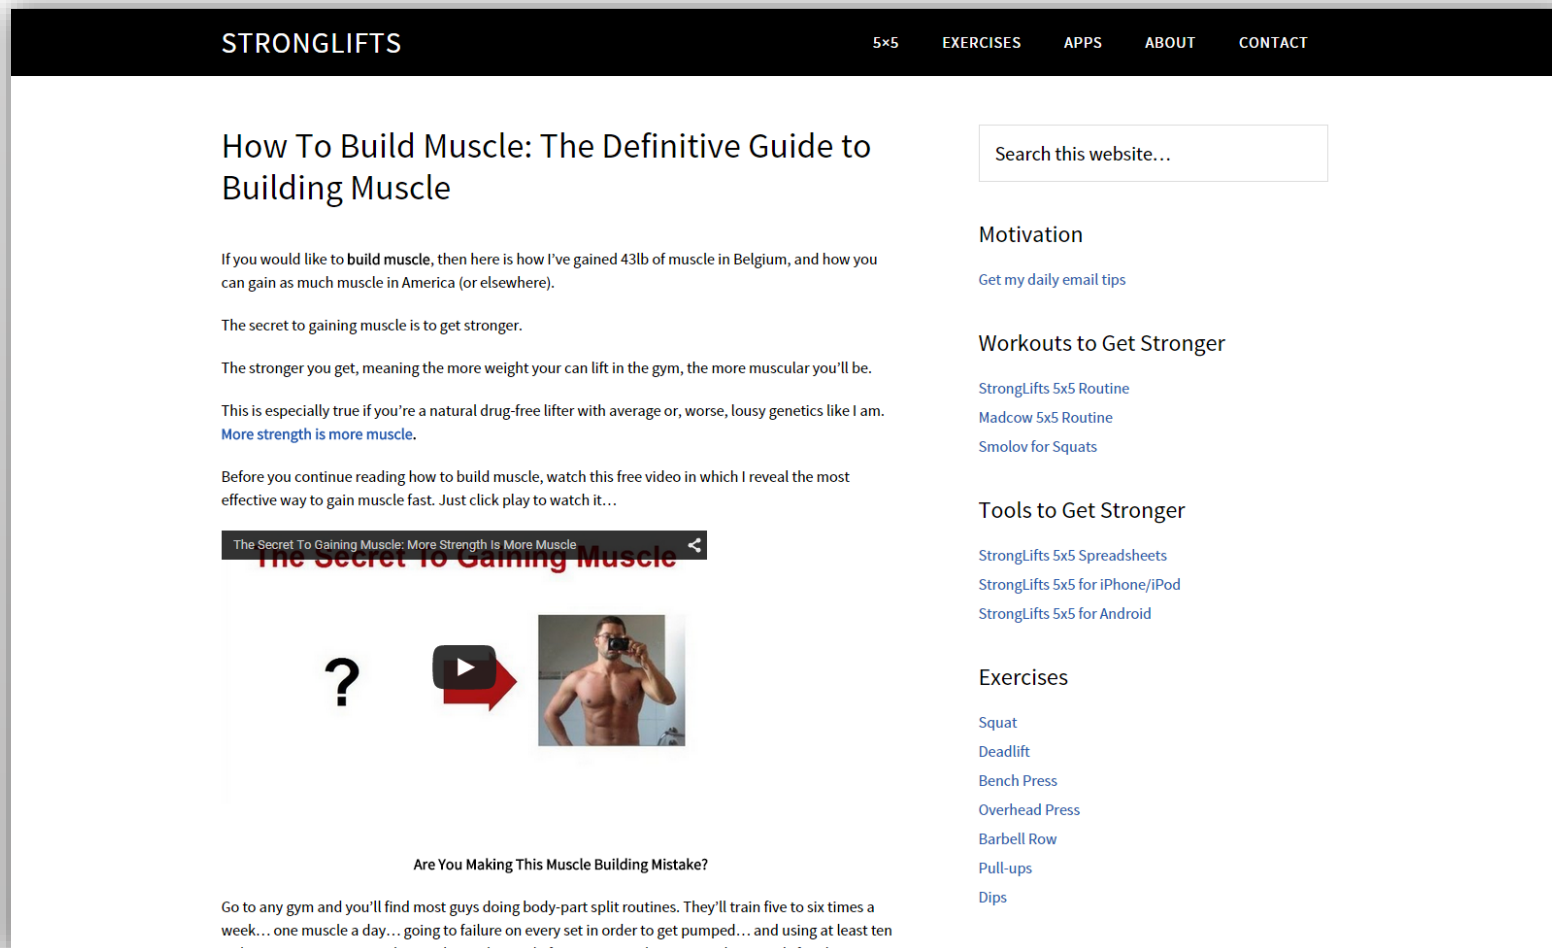 STRONGLIFTS
5×5 EXERCISES APPS ABOUT CONTACT
How To Build Muscle: The Definitive Guide to
Building Muscle
If you would like to build muscle, then here is how I’ve gained 43lb of muscle in Belgium, and how you
can gain as much muscle in America (or elsewhere).
The secret to gaining muscle is to get stronger.
The stronger you get, meaning the more weight your can lift in the gym, the more muscular you’ll be.
This is especially true if you’re a natural drug-free lifter with average or, worse, lousy genetics like I am.
More strength is more muscle.
Before you continue reading how to build muscle, watch this free video in which I reveal the most
effective way to gain muscle fast. Just click play to watch it…
The Secret To Gaining Muscle: More Strength Is More Muscle
The Secret To Gaining Muscle
?
Are You Making This Muscle Building Mistake?
Go to any gym and you’ll find most guys doing body-part split routines. They’ll train five to six times a
week… one muscle a day… going to failure on every set in order to get pumped… and using at least ten
Search this website…
Motivation
Get my daily email tips
Workouts to Get Stronger
StrongLifts 5x5 Routine
Madcow 5x5 Routine
Smolov for Squats
Tools to Get Stronger
StrongLifts 5x5 Spreadsheets
StrongLifts 5x5 for iPhone/iPod
StrongLifts 5x5 for Android
Exercises
Squat
Deadlift
Bench Press
Overhead Press
Barbell Row
Pull-ups
Dips